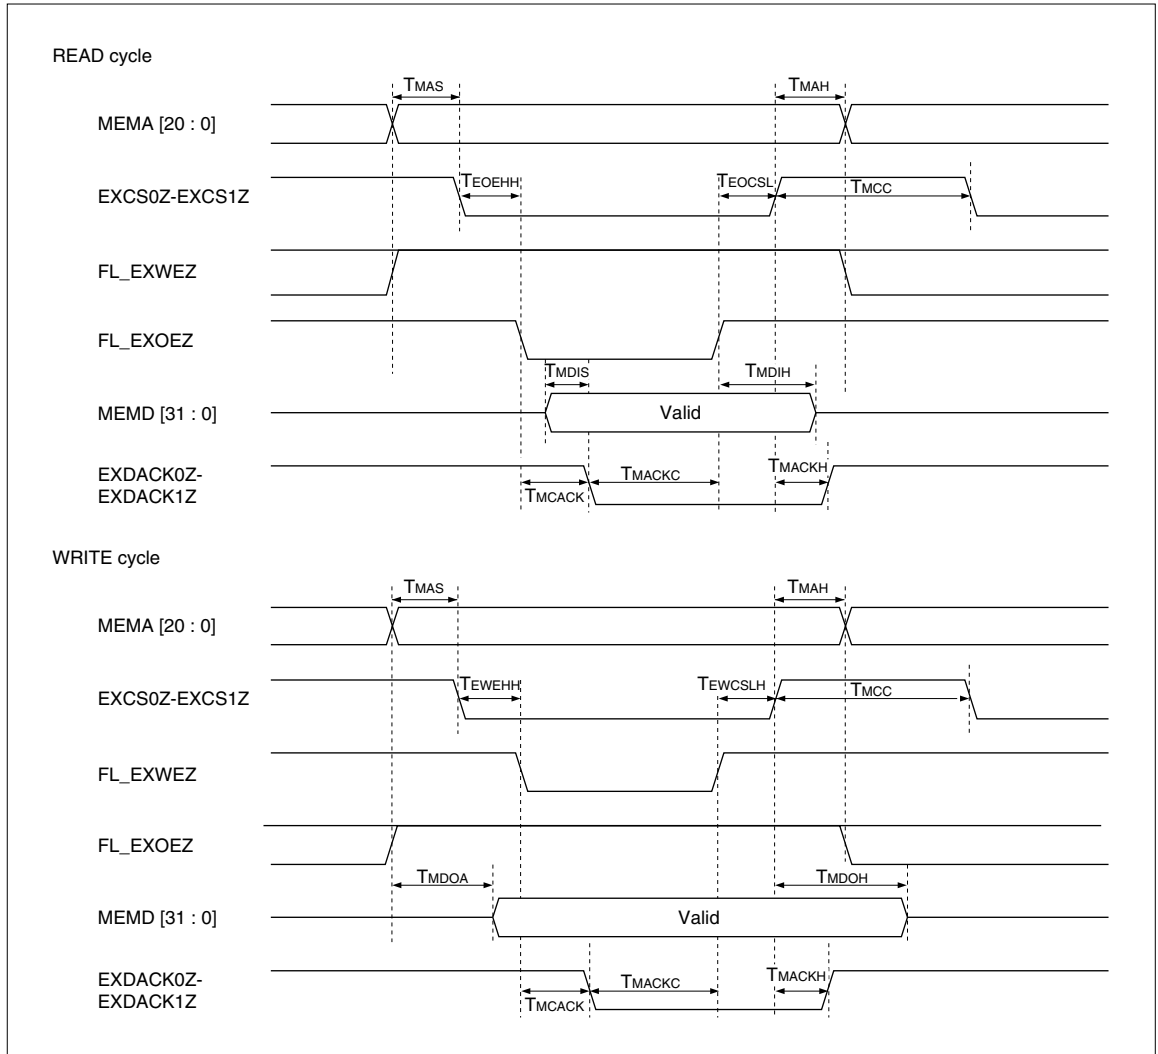 READ cycle
TMAS
TMAH
MEMA [20 : 0]
TEOEHH
TEOCSL
TMCC
EXCS0Z-EXCS1Z
FL_EXWEZ
FL_EXOEZ
TMDIS
TMDIH
MEMD [31 : 0]
Valid
EXDACK0Z-
EXDACK1Z
TMCACK
TMACKC
TMACKH
WRITE cycle
TMAS
TMAH
MEMA [20 : 0]
TEWEHH
TEWCSLH
TMCC
EXCS0Z-EXCS1Z
FL_EXWEZ
FL_EXOEZ
TMDOA
TMDOH
MEMD [31 : 0]
Valid
EXDACK0Z-
EXDACK1Z
TMCACK
TMACKC
TMACKH